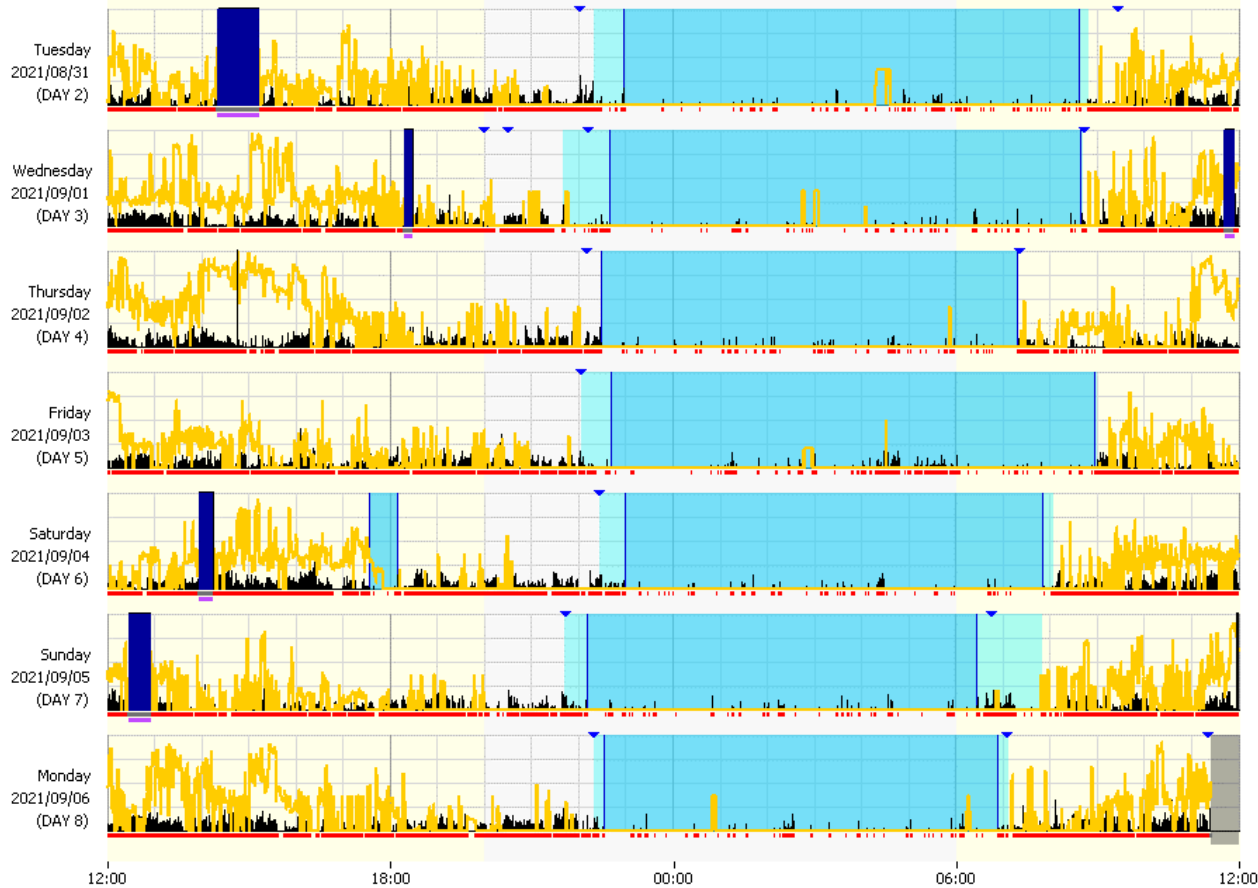 Tuesday
2021/08/31
(DAY 2)
Wednesday
2021/09/01
(DAY 3)
Thursday
2021/09/02
(DAY 4)
Friday
2021/09/03
(DAY 5)
Saturday
2021/09/04
(DAY 6)
Sunday
2021/09/05
(DAY 7)
Monday
2021/09/06
(DAY 8)
12:00 18:00 00:00 06:00 12:00